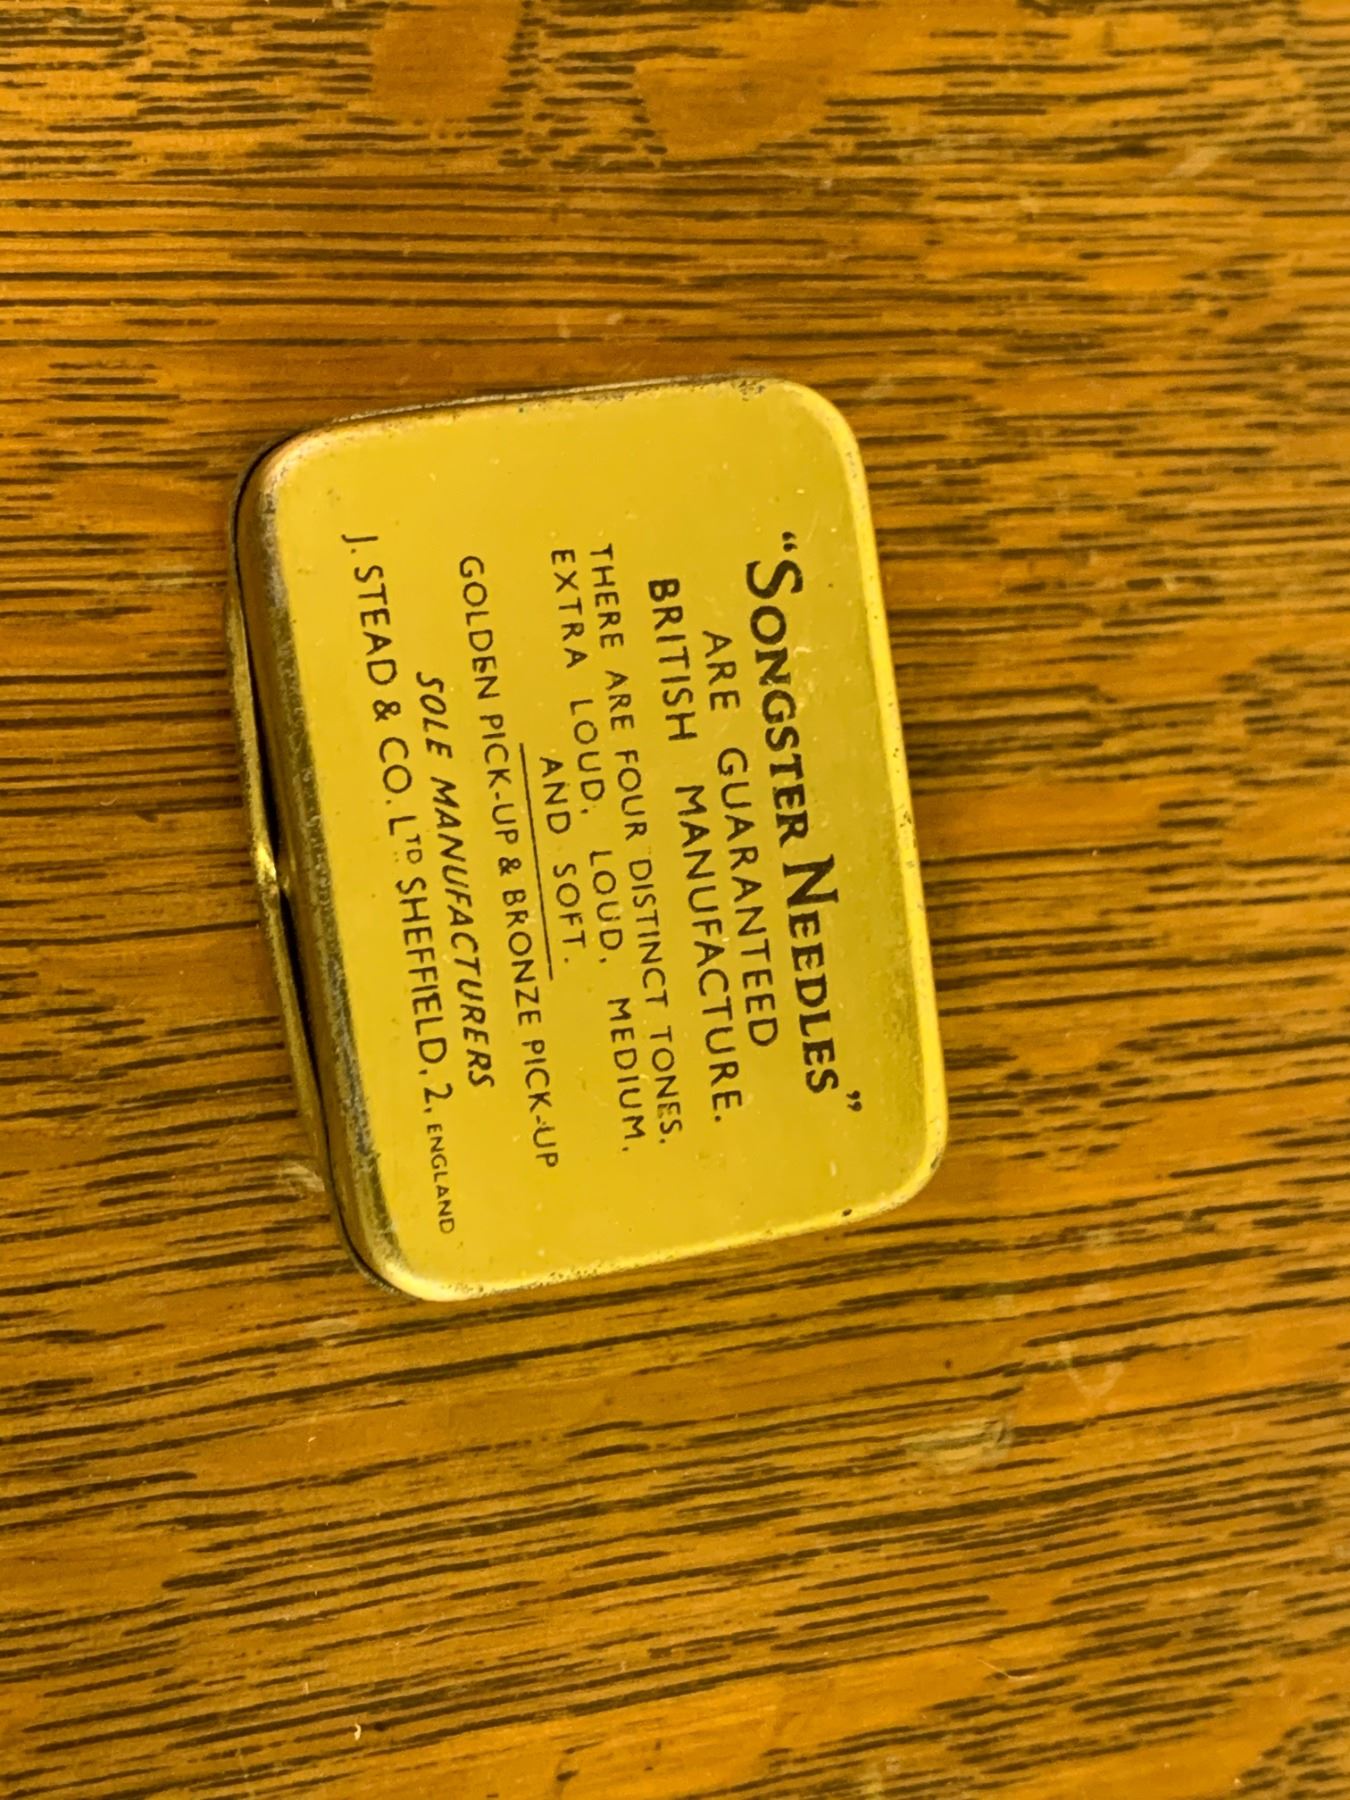 “SONGSTER NEEDLES”
ARE GUARANTEED
BRITISH MANUFACTURE.
THERE ARE FOUR DISTINCT TONES.
EXTRA LOUD, LOUD, MEDIUM,
AND SOFT.
GOLDEN PICK-UP & BRONZE PICK-UP
SOLE MANUFACTURERS
J. STEAD & CO. LTD SHEFFIELD, 2, ENGLAND